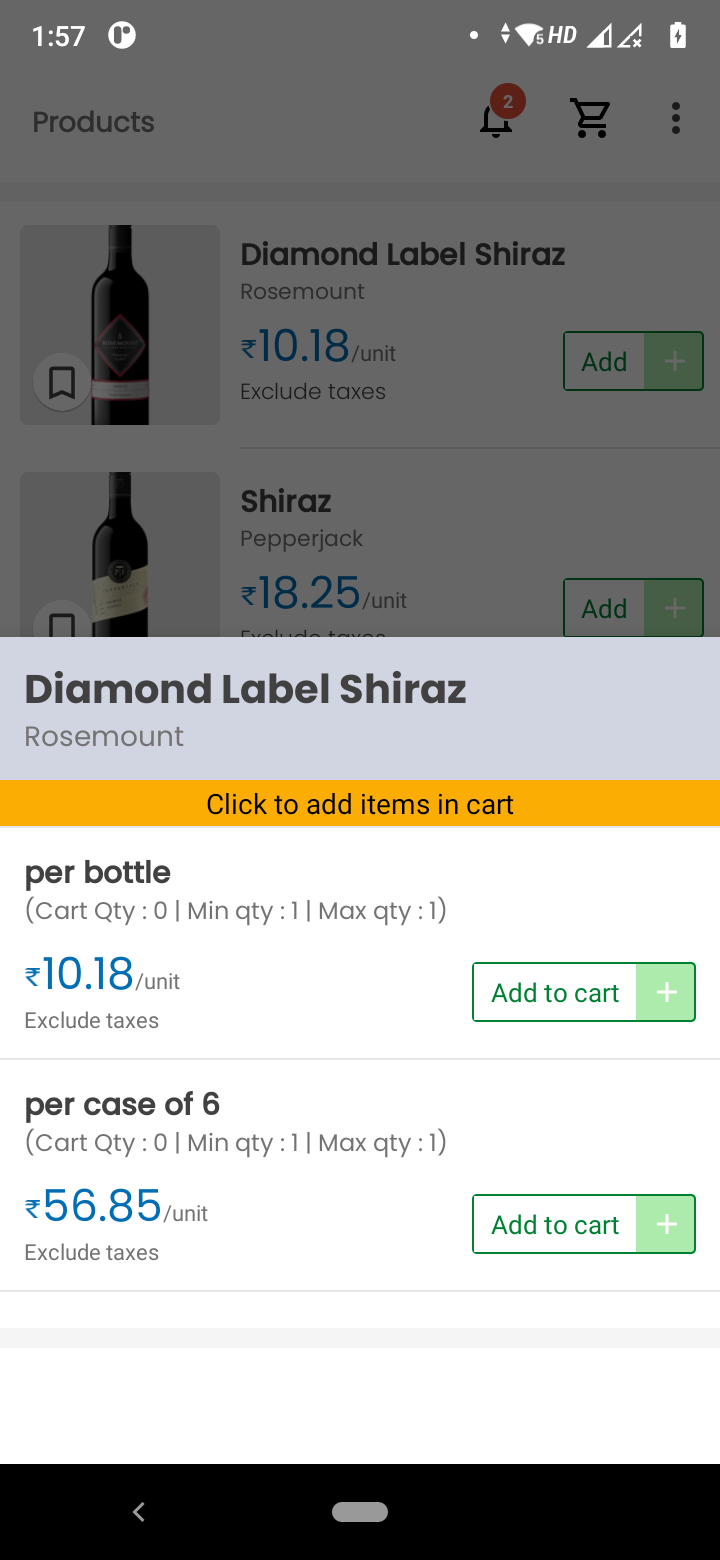 1:57
5 HD
Products
2
Diamond Label Shiraz
Rosemount
₹10.18/unit
Exclude taxes
Add +
Shiraz
Pepperjack
₹18.25/unit
Exclude taxes
Add +
Diamond Label Shiraz
Rosemount
Click to add items in cart
per bottle
(Cart Qty : 0 | Min qty : 1 | Max qty : 1)
₹10.18/unit
Exclude taxes
Add to cart +
per case of 6
(Cart Qty : 0 | Min qty : 1 | Max qty : 1)
₹56.85/unit
Exclude taxes
Add to cart +